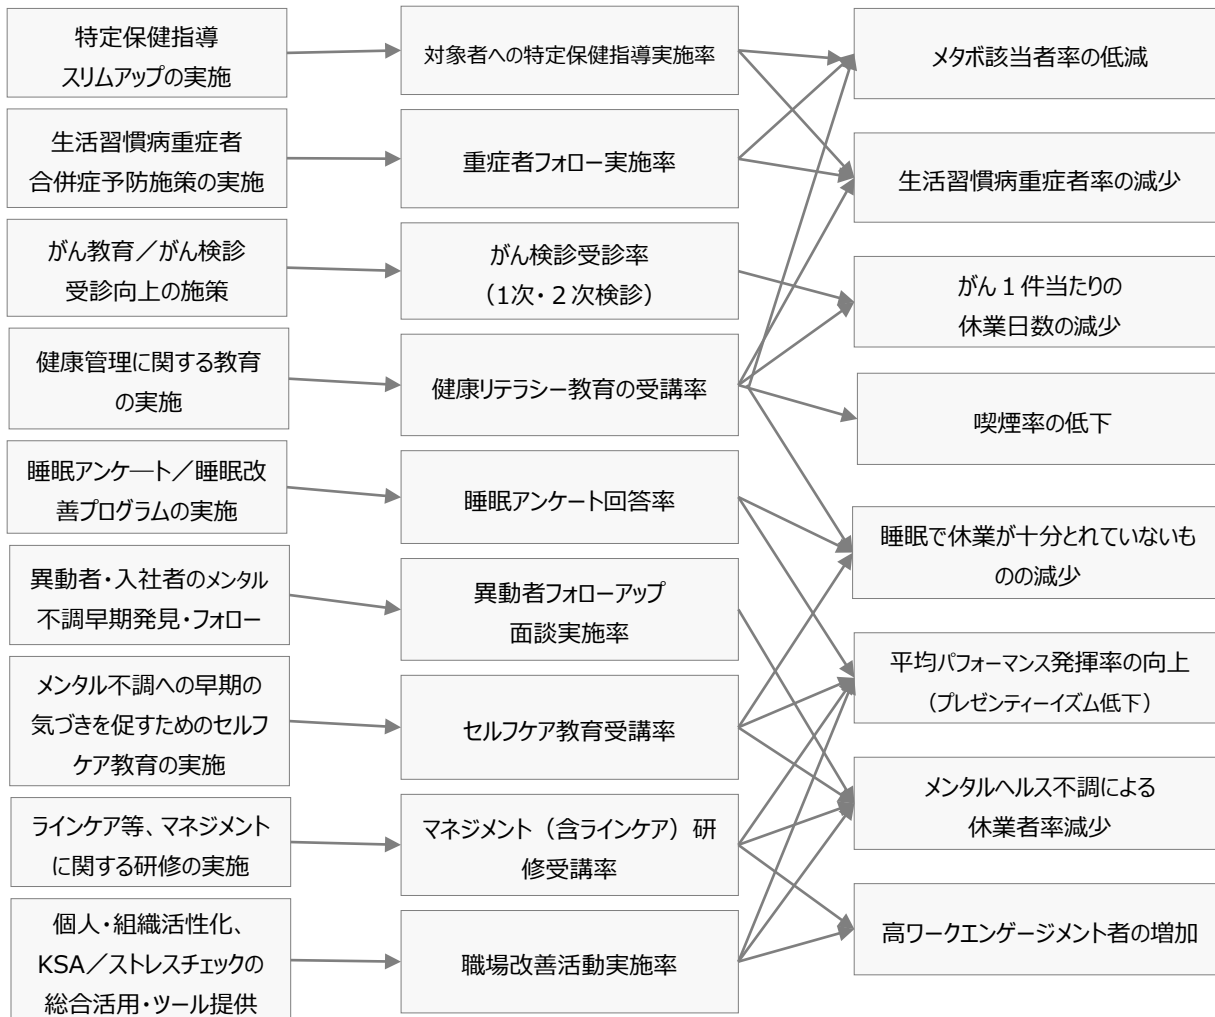 特定保健指導
スリムアップの実施
対象者への特定保健指導実施率
メタボ該当者率の低減
生活習慣病重症者
合併症予防施策の実施
重症者フォロー実施率
生活習慣病重症者率の減少
がん教育／がん検診
受診向上の施策
がん検診受診率
（1次・２次検診）
がん１件当たりの
休業日数の減少
健康管理に関する教育
の実施
健康リテラシー教育の受講率
喫煙率の低下
睡眠アンケ―ト／睡眠改
善プログラムの実施
睡眠アンケート回答率
睡眠で休業が十分とれていないも
のの減少
異動者・入社者のメンタル
不調早期発見・フォロー
異動者フォローアップ
面談実施率
平均パフォーマンス発揮率の向上
（プレゼンティーイズム低下）
メンタル不調への早期の
気づきを促すためのセルフ
ケア教育の実施
セルフケア教育受講率
メンタルヘルス不調による
休業者率減少
ラインケア等、マネジメント
に関する研修の実施
マネジメント（含ラインケア）研
修受講率
高ワークエンゲージメント者の増加
個人・組織活性化、
KSA／ストレスチェックの
総合活用・ツール提供
職場改善活動実施率